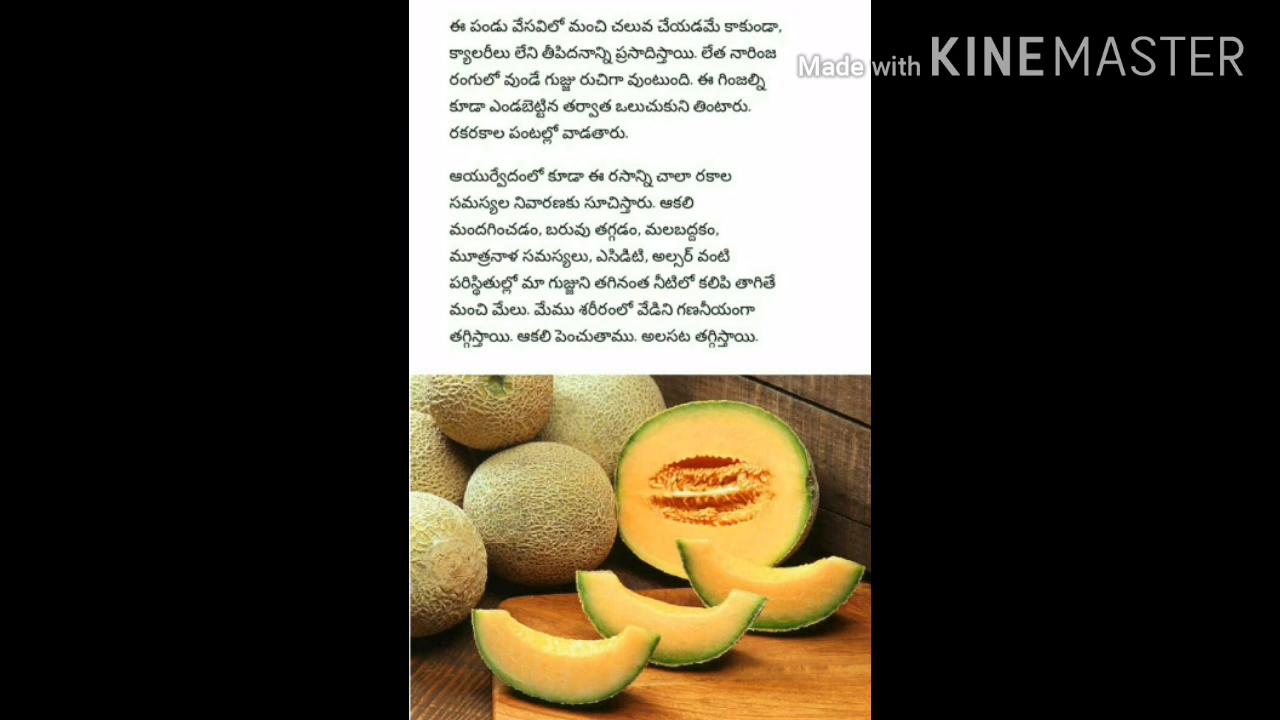 ఈ పండు వేసవిలో మంచి చలువ చేయడమే కాకుండా,
క్యాలరీలు లేని తీపిదనాన్ని ప్రసాదిస్తాయి. లేత నారింజ
రంగులో వుండే గుజ్జు రుచిగా వుంటుంది. ఈ గింజల్ని
కూడా ఎండబెట్టిన తర్వాత ఒలుచుకుని తింటారు.
రకరకాల పంటల్లో వాడతారు.
ఆయుర్వేదంలో కూడా ఈ రసాన్ని చాలా రకాల
సమస్యల నివారణకు సూచిస్తారు. ఆకలి
మందగించడం, బరువు తగ్గడం, మలబద్దకం,
మూత్రనాళ సమస్యలు, ఎసిడిటి, అల్సర్ వంటి
పరిస్థితుల్లో మా గుజ్జుని తగినంత నీటిలో కలిపి తాగితే
మంచి మేలు. మేము శరీరంలో వేడిని గణనీయంగా
తగ్గిస్తాయి. ఆకలి పెంచుతాము. అలసట తగ్గిస్తాయి.
Made with KINEMASTER